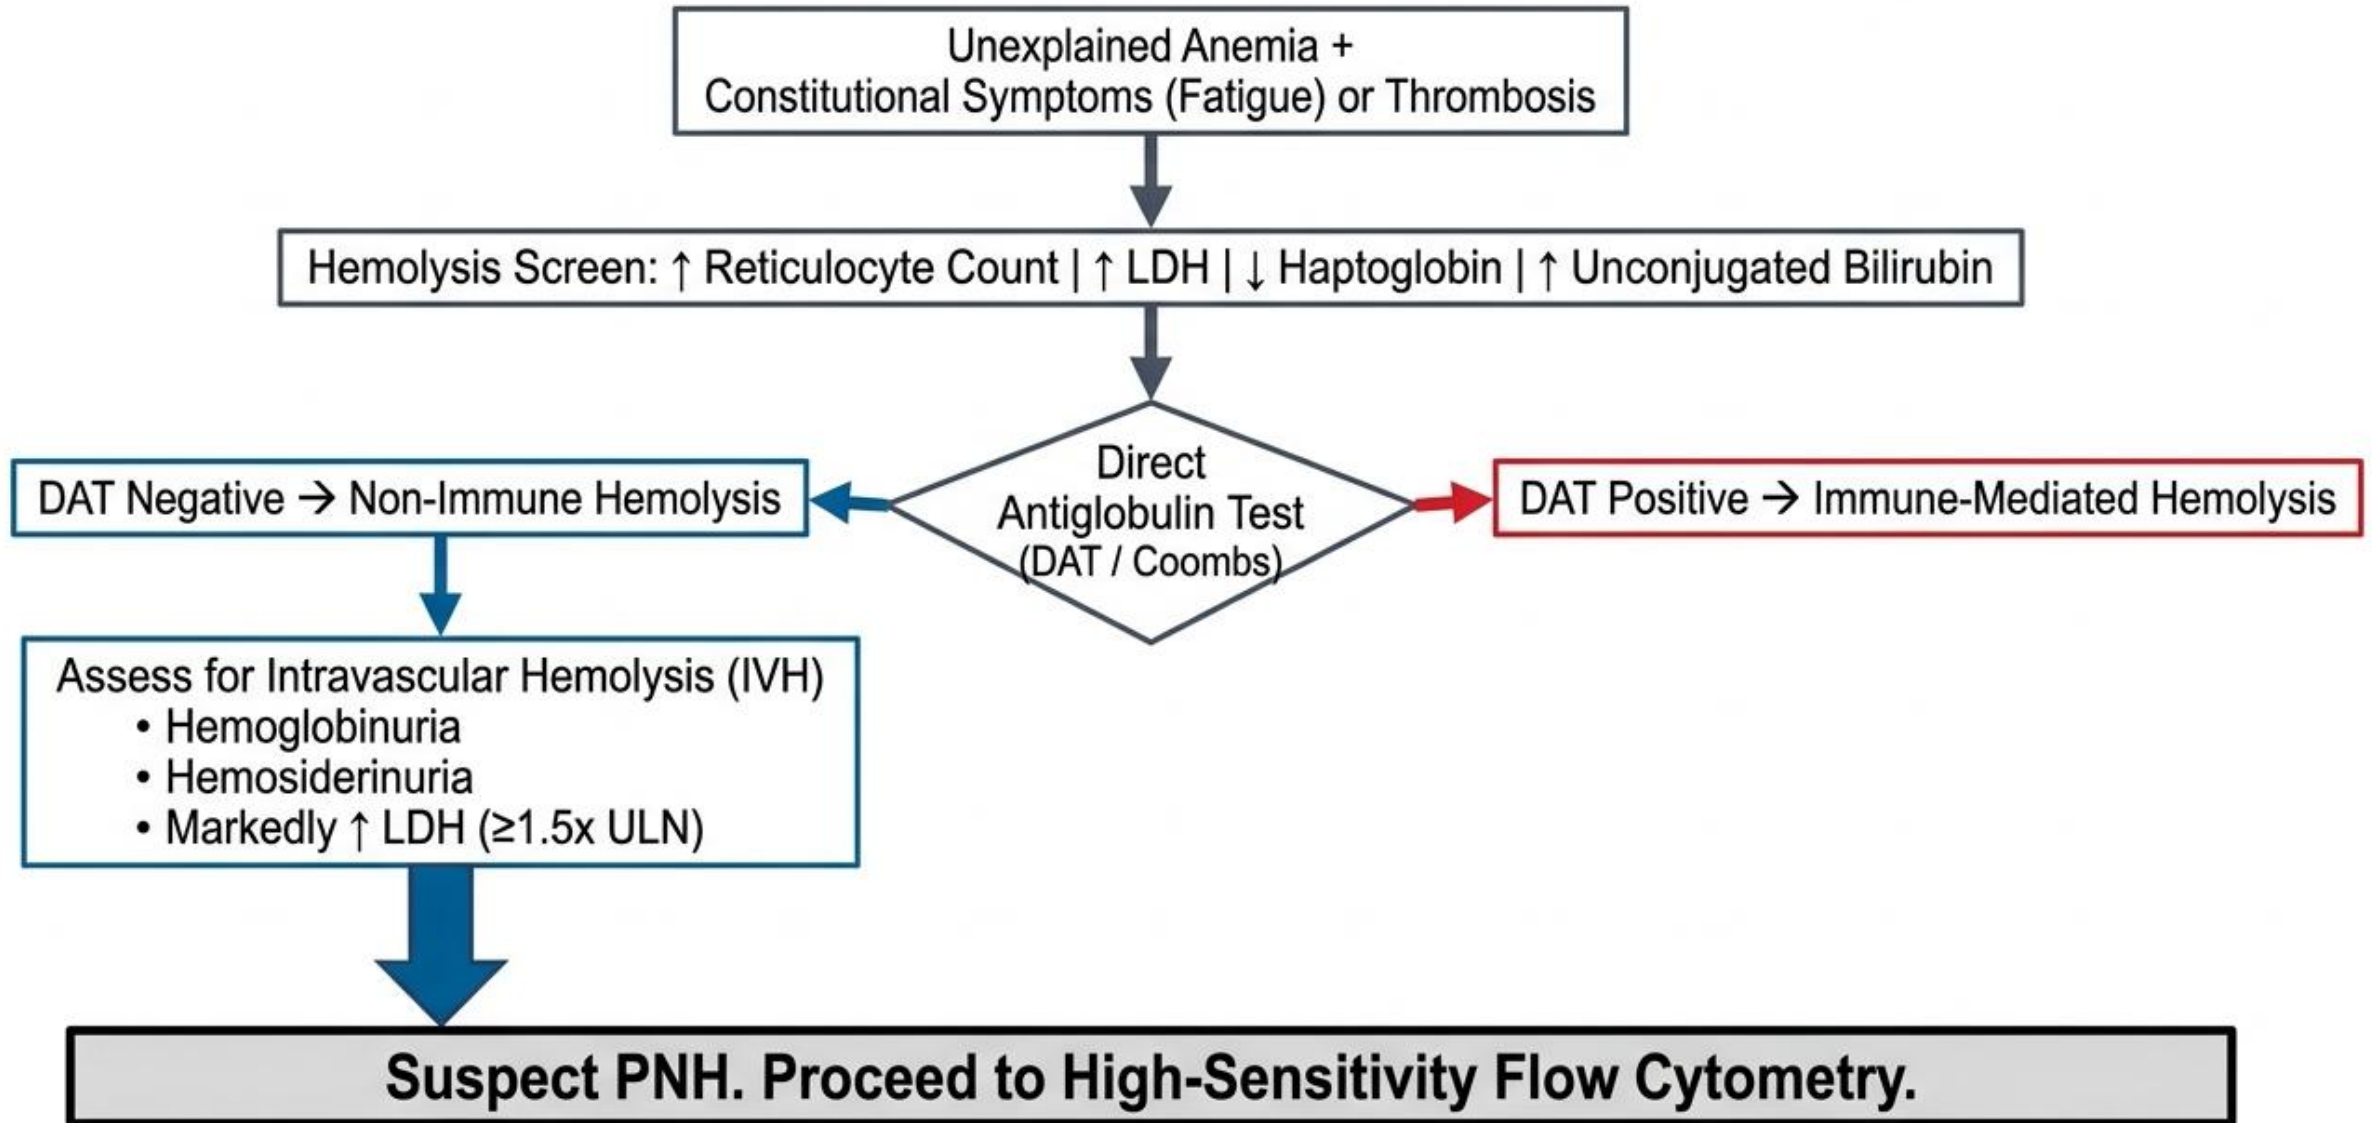 Unexplained Anemia +
Constitutional Symptoms (Fatigue) or Thrombosis
Hemolysis Screen: ↑ Reticulocyte Count | ↑ LDH | ↓ Haptoglobin | ↑ Unconjugated Bilirubin
Direct
Antiglobulin Test
(DAT / Coombs)
DAT Negative → Non-Immune Hemolysis
DAT Positive → Immune-Mediated Hemolysis
Assess for Intravascular Hemolysis (IVH)
• Hemoglobinuria
• Hemosiderinuria
• Markedly ↑ LDH (≥1.5x ULN)
Suspect PNH. Proceed to High-Sensitivity Flow Cytometry.